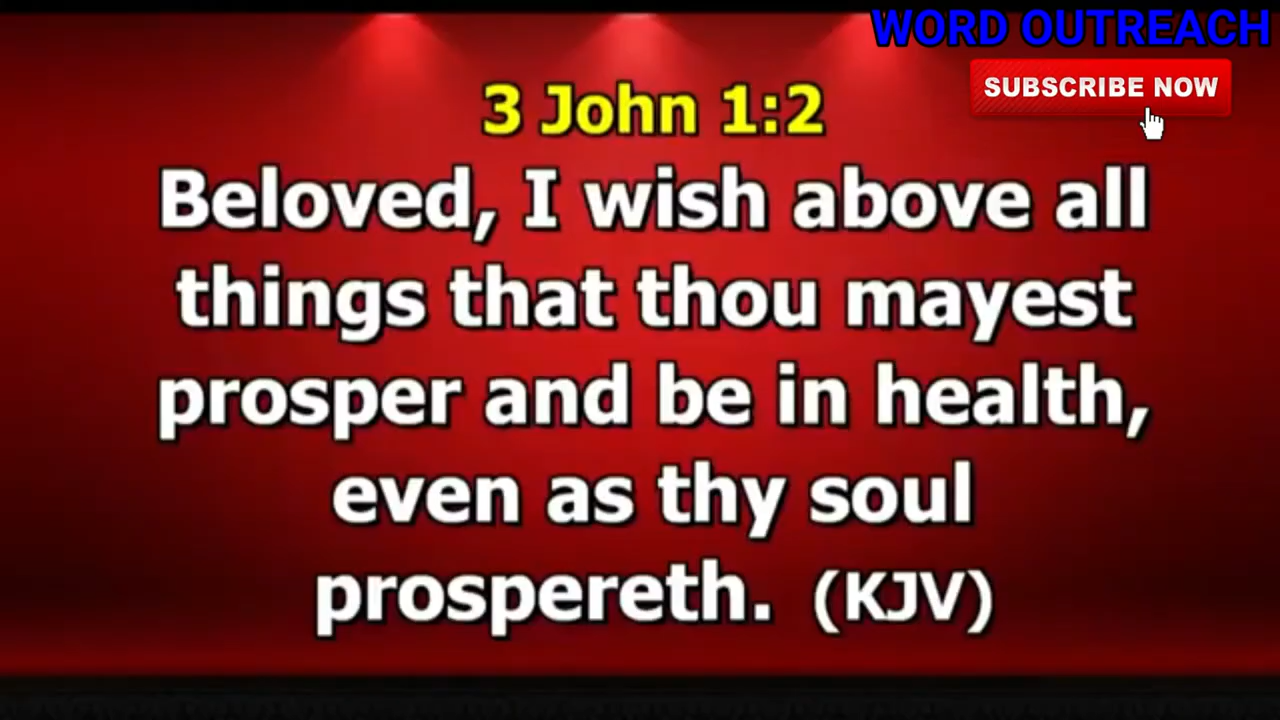 WORD OUTREACH
SUBSCRIBE NOW
3 John 1:2
Beloved, I wish above all
things that thou mayest
prosper and be in health,
even as thy soul
prospereth. (KJV)